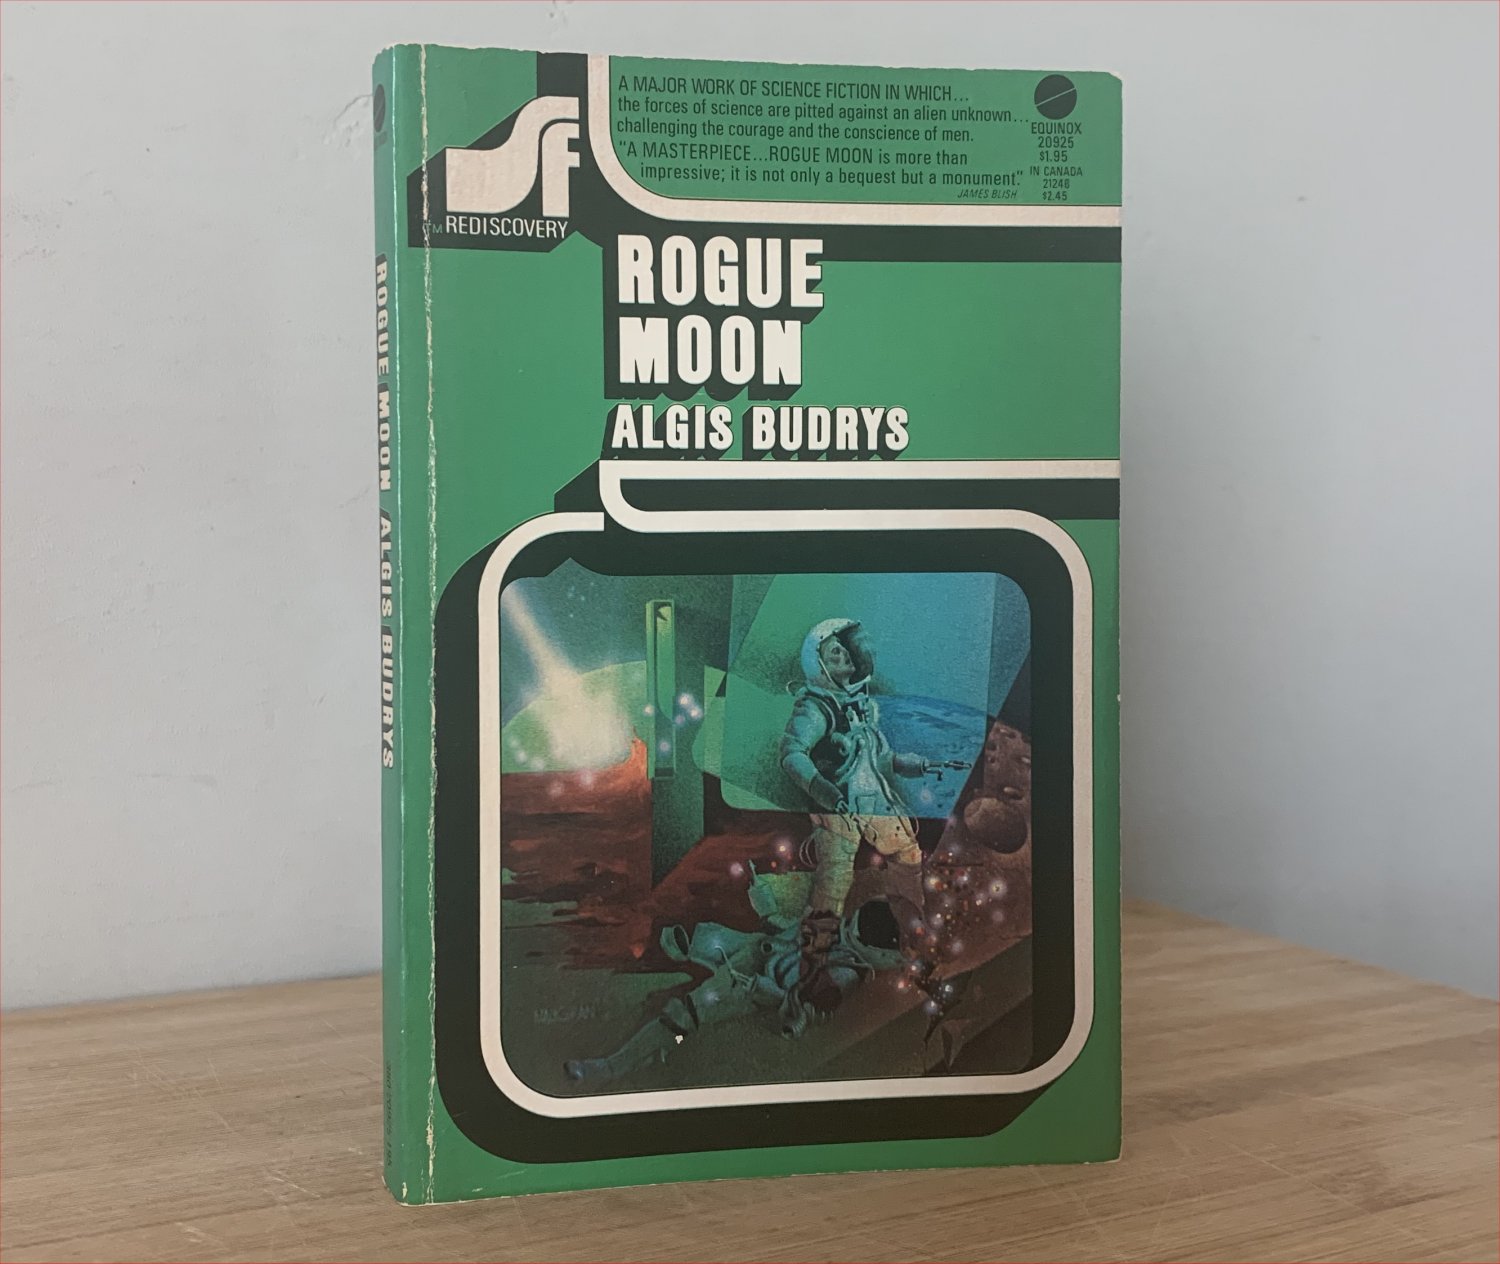 A MAJOR WORK OF SCIENCE FICTION IN WHICH...
the forces of science are pitted against an alien unknown...
challenging the courage and the conscience of men.
"A MASTERPIECE...ROGUE MOON is more than
impressive; it is not only a bequest but a monument."
JAMES BLISH
EQUINOX
20925
$1.95
IN CANADA
21246
$2.45
sf
TM REDISCOVERY
ROGUE
MOON
ALGIS BUDRYS
ROGUE MOON ALGIS BUDRYS